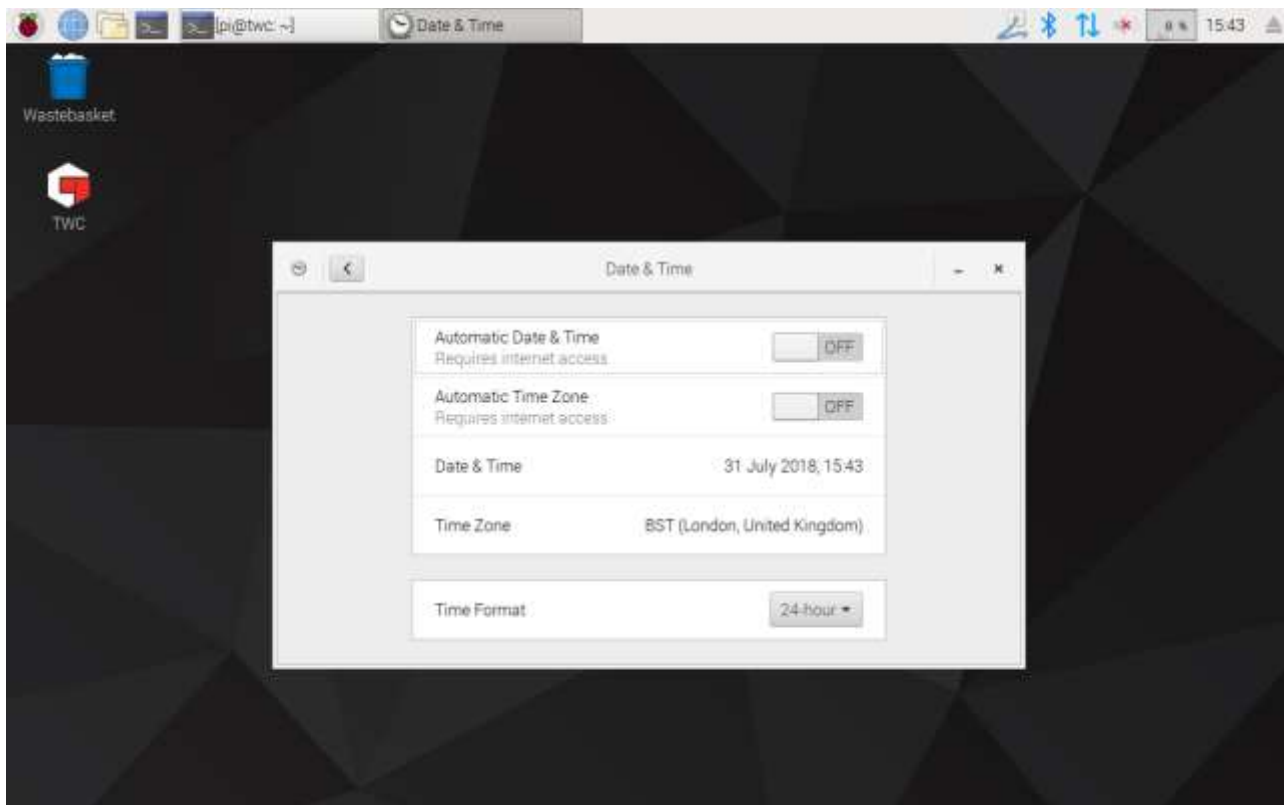 [pi@twc: ~]
Date & Time
0 %
15:43
Wastebasket
TWC
Date & Time
Automatic Date & Time
Requires internet access
OFF
Automatic Time Zone
Requires internet access
OFF
Date & Time
31 July 2018, 15:43
Time Zone
BST (London, United Kingdom)
Time Format
24-hour